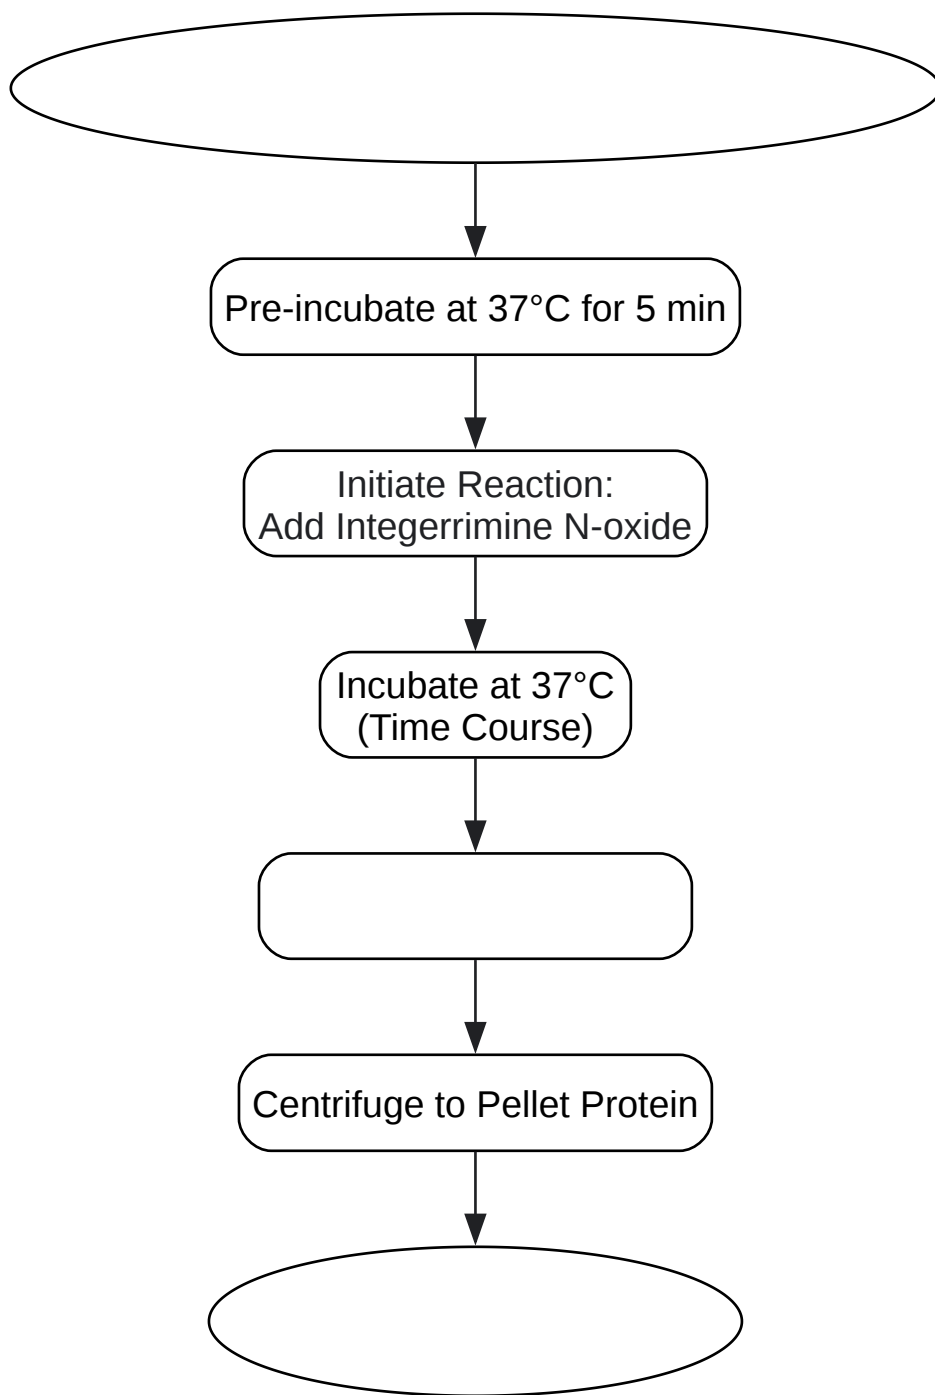 Pre-incubate at 37°C for 5 min
Initiate Reaction:
Add Integerrimine N-oxide
Incubate at 37°C
(Time Course)
Centrifuge to Pellet Protein